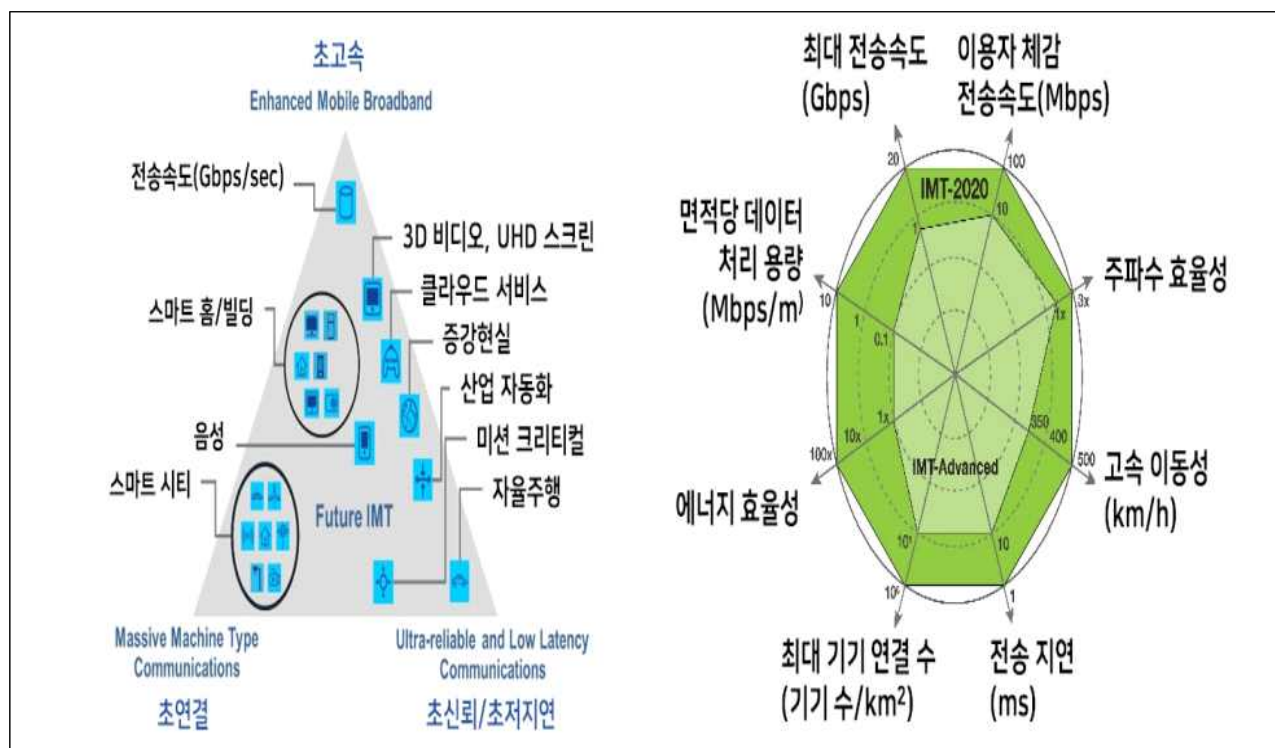 초고속
Enhanced Mobile Broadband
전송속도(Gbps/sec)
3D 비디오, UHD 스크린
클라우드 서비스
스마트 홈/빌딩
증강현실
산업 자동화
음성
미션 크리티컬
스마트 시티
자율주행
Future IMT
Massive Machine Type
Communications
초연결
Ultra-reliable and Low Latency
Communications
초신뢰/초저지연
최대 전송속도
(Gbps)
이용자 체감
전송속도(Mbps)
20
100
IMT-2020
1
10
면적당 데이터
처리 용량
(Mbps/m)
주파수 효율성
10
1
0.1
1x
3x
1x
10x
100x
350
400
500
IMT-Advanced
에너지 효율성
고속 이동성
(km/h)
10
10⁶
1
최대 기기 연결 수
(기기 수/km²)
전송 지연
(ms)